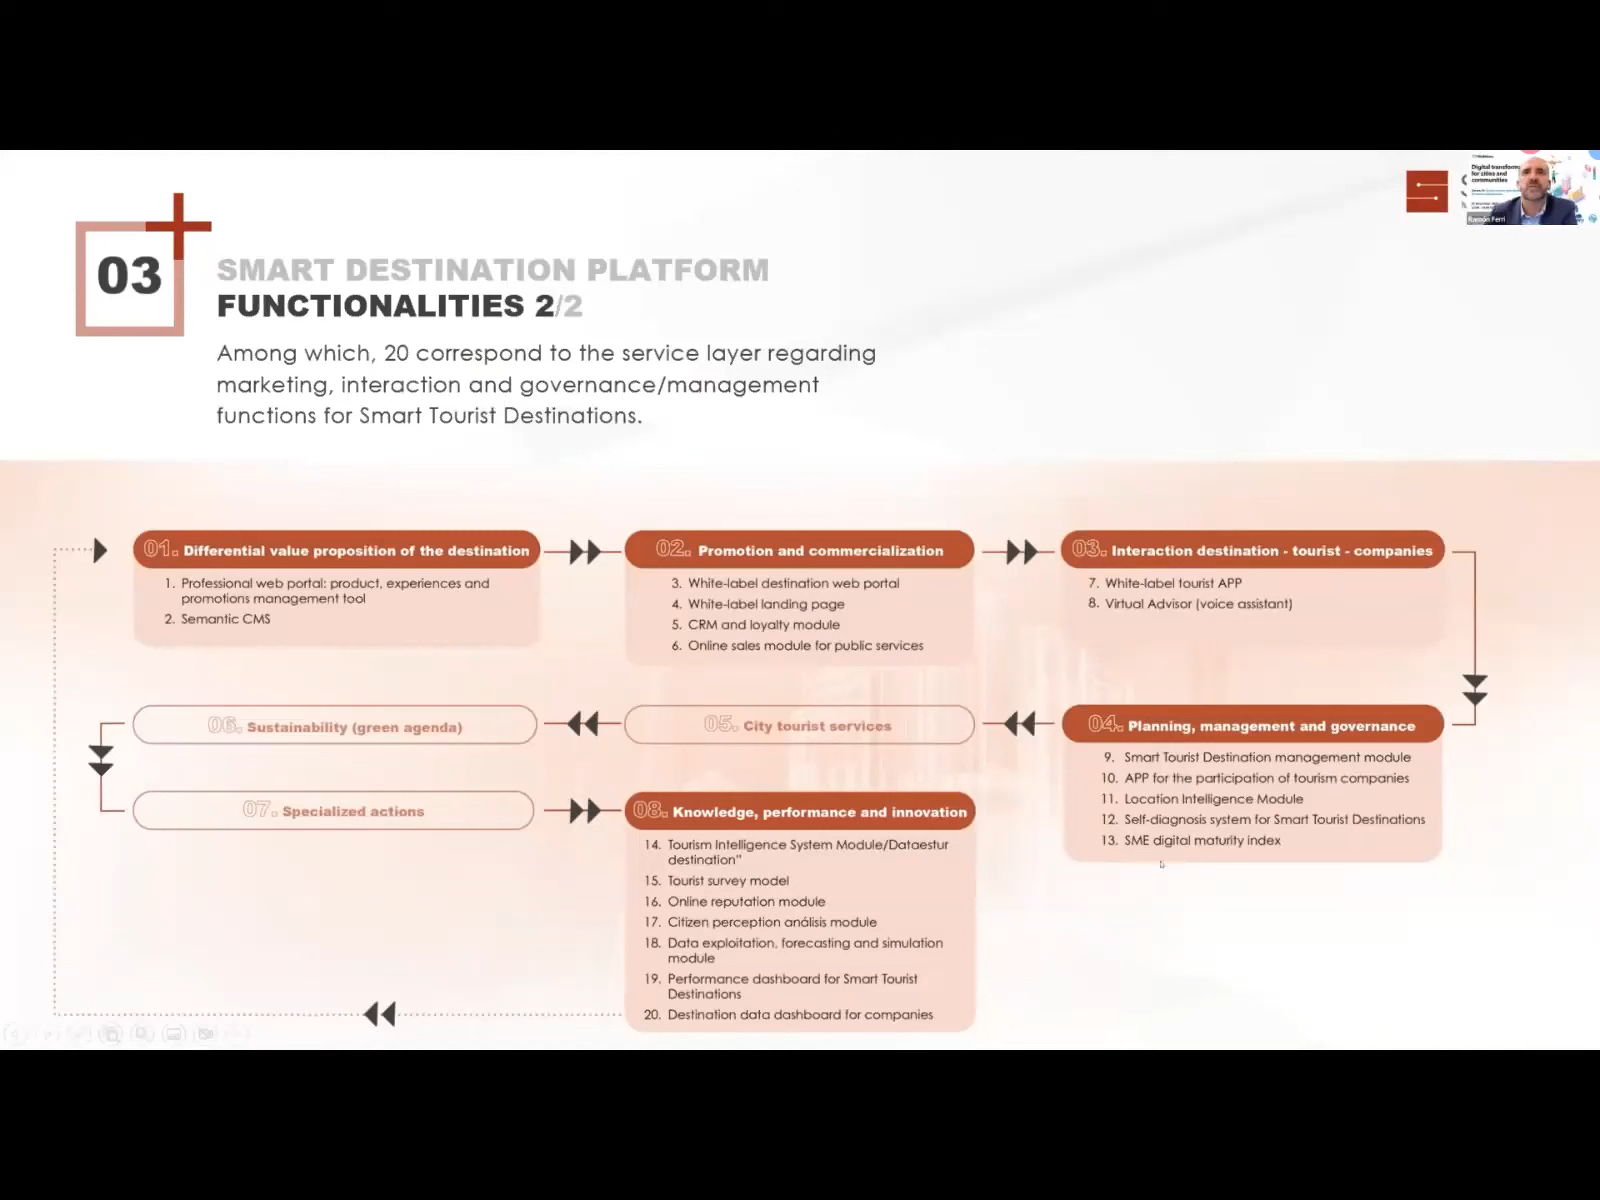 03
SMART DESTINATION PLATFORM
FUNCTIONALITIES 2/2
Among which, 20 correspond to the service layer regarding
marketing, interaction and governance/management
functions for Smart Tourist Destinations.
Digital transform
for cities and
communities
Ramón Ferri
01. Differential value proposition of the destination
1. Professional web portal: product, experiences and
promotions management tool
2. Semantic CMS
02. Promotion and commercialization
3. White-label destination web portal
4. White-label landing page
5. CRM and loyalty module
6. Online sales module for public services
03. Interaction destination - tourist - companies
7. White-label tourist APP
8. Virtual Advisor (voice assistant)
04. Planning, management and governance
9. Smart Tourist Destination management module
10. APP for the participation of tourism companies
11. Location Intelligence Module
12. Self-diagnosis system for Smart Tourist Destinations
13. SME digital maturity index
05. City tourist services
06. Sustainability (green agenda)
07. Specialized actions
08. Knowledge, performance and innovation
14. Tourism Intelligence System Module/Dataestur
destination”
15. Tourist survey model
16. Online reputation module
17. Citizen perception análisis module
18. Data exploitation, forecasting and simulation
module
19. Performance dashboard for Smart Tourist
Destinations
20. Destination data dashboard for companies